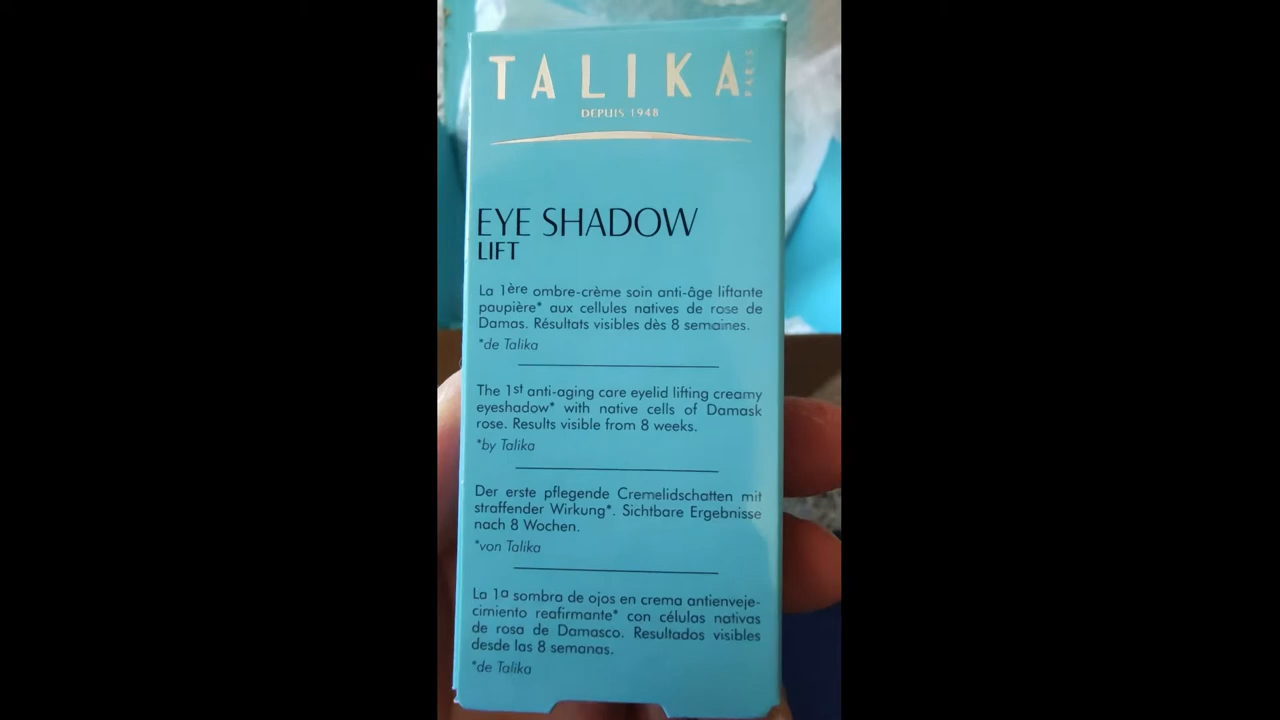 TALIKA PARIS
DEPUIS 1948
EYE SHADOW
LIFT
La 1ère ombre-crème soin anti-âge liftante
paupière* aux cellules natives de rose de
Damas. Résultats visibles dès 8 semaines.
*de Talika
The 1st anti-aging care eyelid lifting creamy
eyeshadow* with native cells of Damask
rose. Results visible from 8 weeks.
*by Talika
Der erste pflegende Cremelidschatten mit
straffender Wirkung*. Sichtbare Ergebnisse
nach 8 Wochen.
*von Talika
La 1a sombra de ojos en crema antienveje-
cimiento reafirmante* con células nativas
de rosa de Damasco. Resultados visibles
desde las 8 semanas.
*de Talika